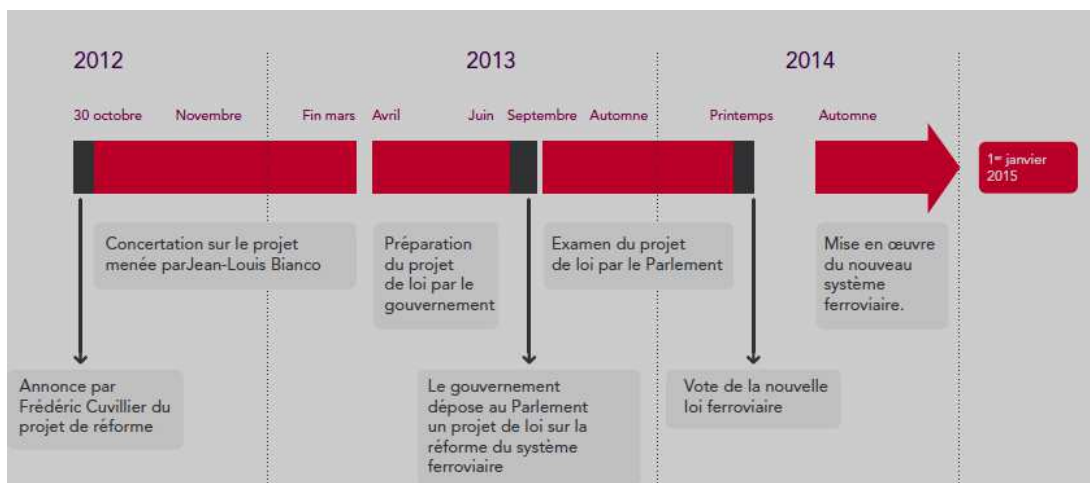 2012
2013
2014
30 octobre
Novembre
Fin mars
Avril
Juin
Septembre
Automne
Printemps
Automne
1er janvier
2015
Concertation sur le projet
menée parJean-Louis Bianco
Préparation
du projet
de loi par le
gouvernement
Examen du projet
de loi par le Parlement
Mise en œuvre
du nouveau
système
ferroviaire.
Annonce par
Frédéric Cuvillier du
projet de réforme
Le gouvernement
dépose au Parlement
un projet de loi sur la
réforme du système
ferroviaire
Vote de la nouvelle
loi ferroviaire